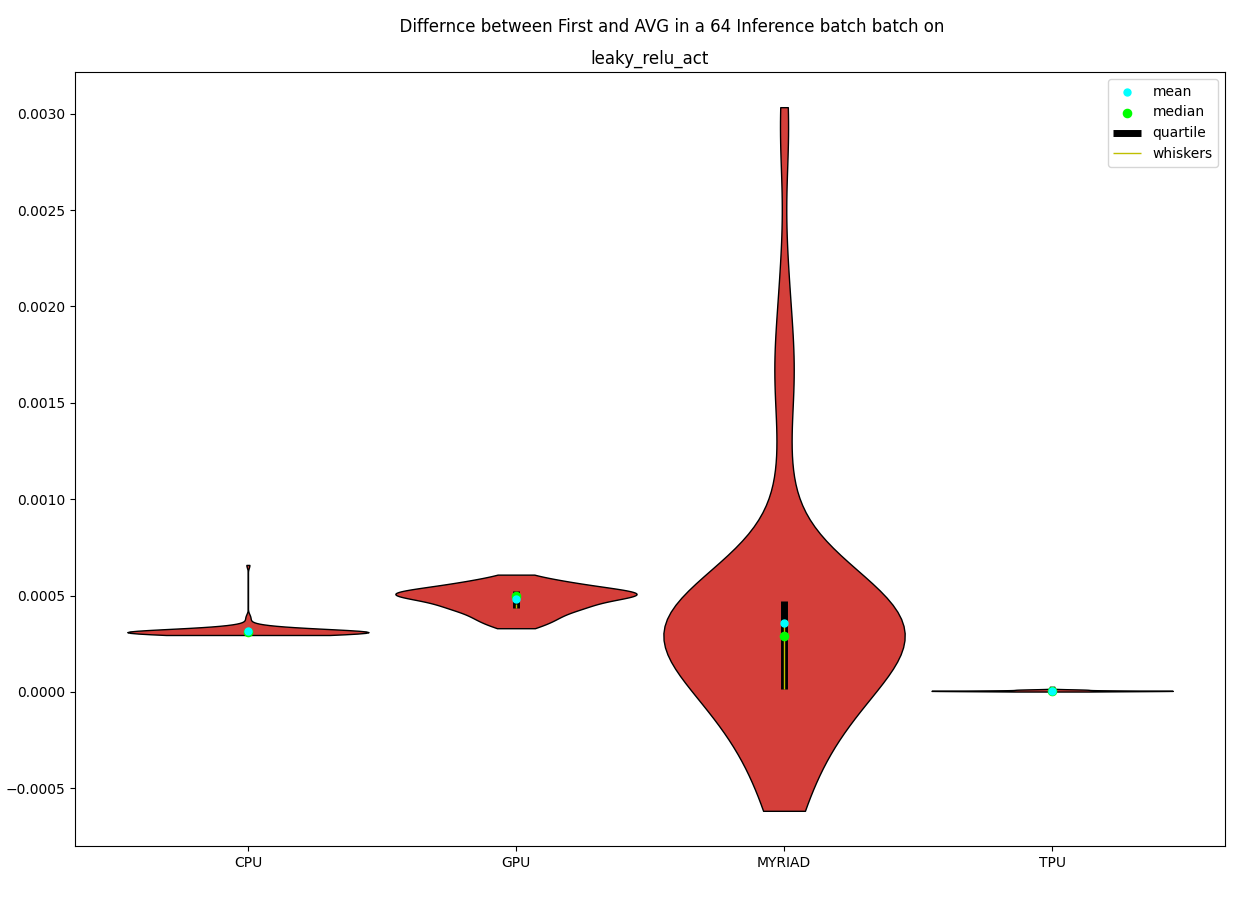 Differnce between First and AVG in a 64 Inference batch batch on
leaky_relu_act
mean
median
quartile
whiskers
0.0030
0.0025
0.0020
0.0015
0.0010
0.0005
0.0000
−0.0005
CPU GPU MYRIAD TPU